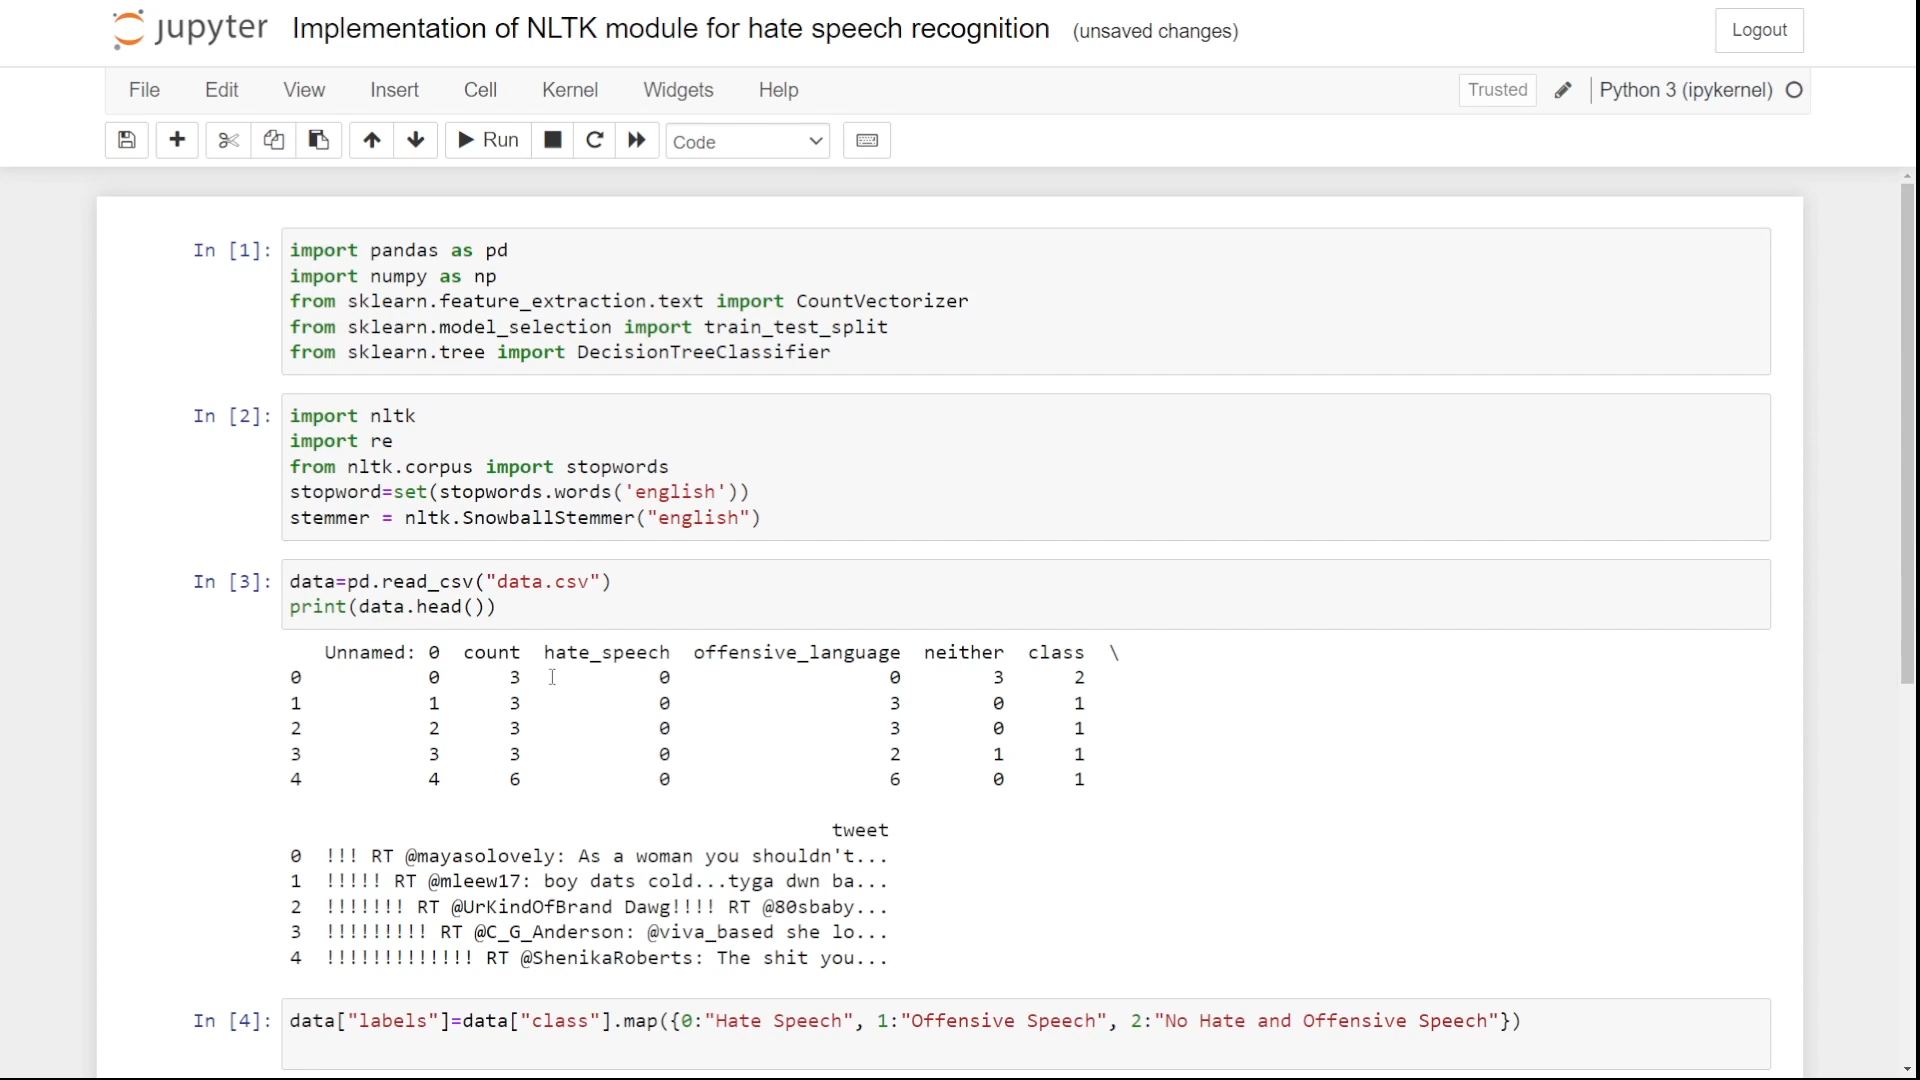 jupyter Implementation of NLTK module for hate speech recognition (unsaved changes) Logout
File Edit View Insert Cell Kernel Widgets Help Trusted Python 3 (ipykernel)
Run Code
In [1]: import pandas as pd
import numpy as np
from sklearn.feature_extraction.text import CountVectorizer
from sklearn.model_selection import train_test_split
from sklearn.tree import DecisionTreeClassifier
In [2]: import nltk
import re
from nltk.corpus import stopwords
stopword=set(stopwords.words('english'))
stemmer = nltk.SnowballStemmer("english")
In [3]: data=pd.read_csv("data.csv")
print(data.head())
Unnamed: 0 count hate_speech offensive_language neither class \
0 0 3 0 0 3 2
1 1 3 0 3 0 1
2 2 3 0 3 0 1
3 3 3 0 2 1 1
4 4 6 0 6 0 1
tweet
0 !!! RT @mayasolovely: As a woman you shouldn't...
1 !!!!! RT @mleew17: boy dats cold...tyga dwn ba...
2 !!!!!!! RT @UrKindOfBrand Dawg!!!! RT @80sbaby...
3 !!!!!!!!! RT @C_G_Anderson: @viva_based she lo...
4 !!!!!!!!!!!!! RT @ShenikaRoberts: The shit you...
In [4]: data["labels"]=data["class"].map({0:"Hate Speech", 1:"Offensive Speech", 2:"No Hate and Offensive Speech"})